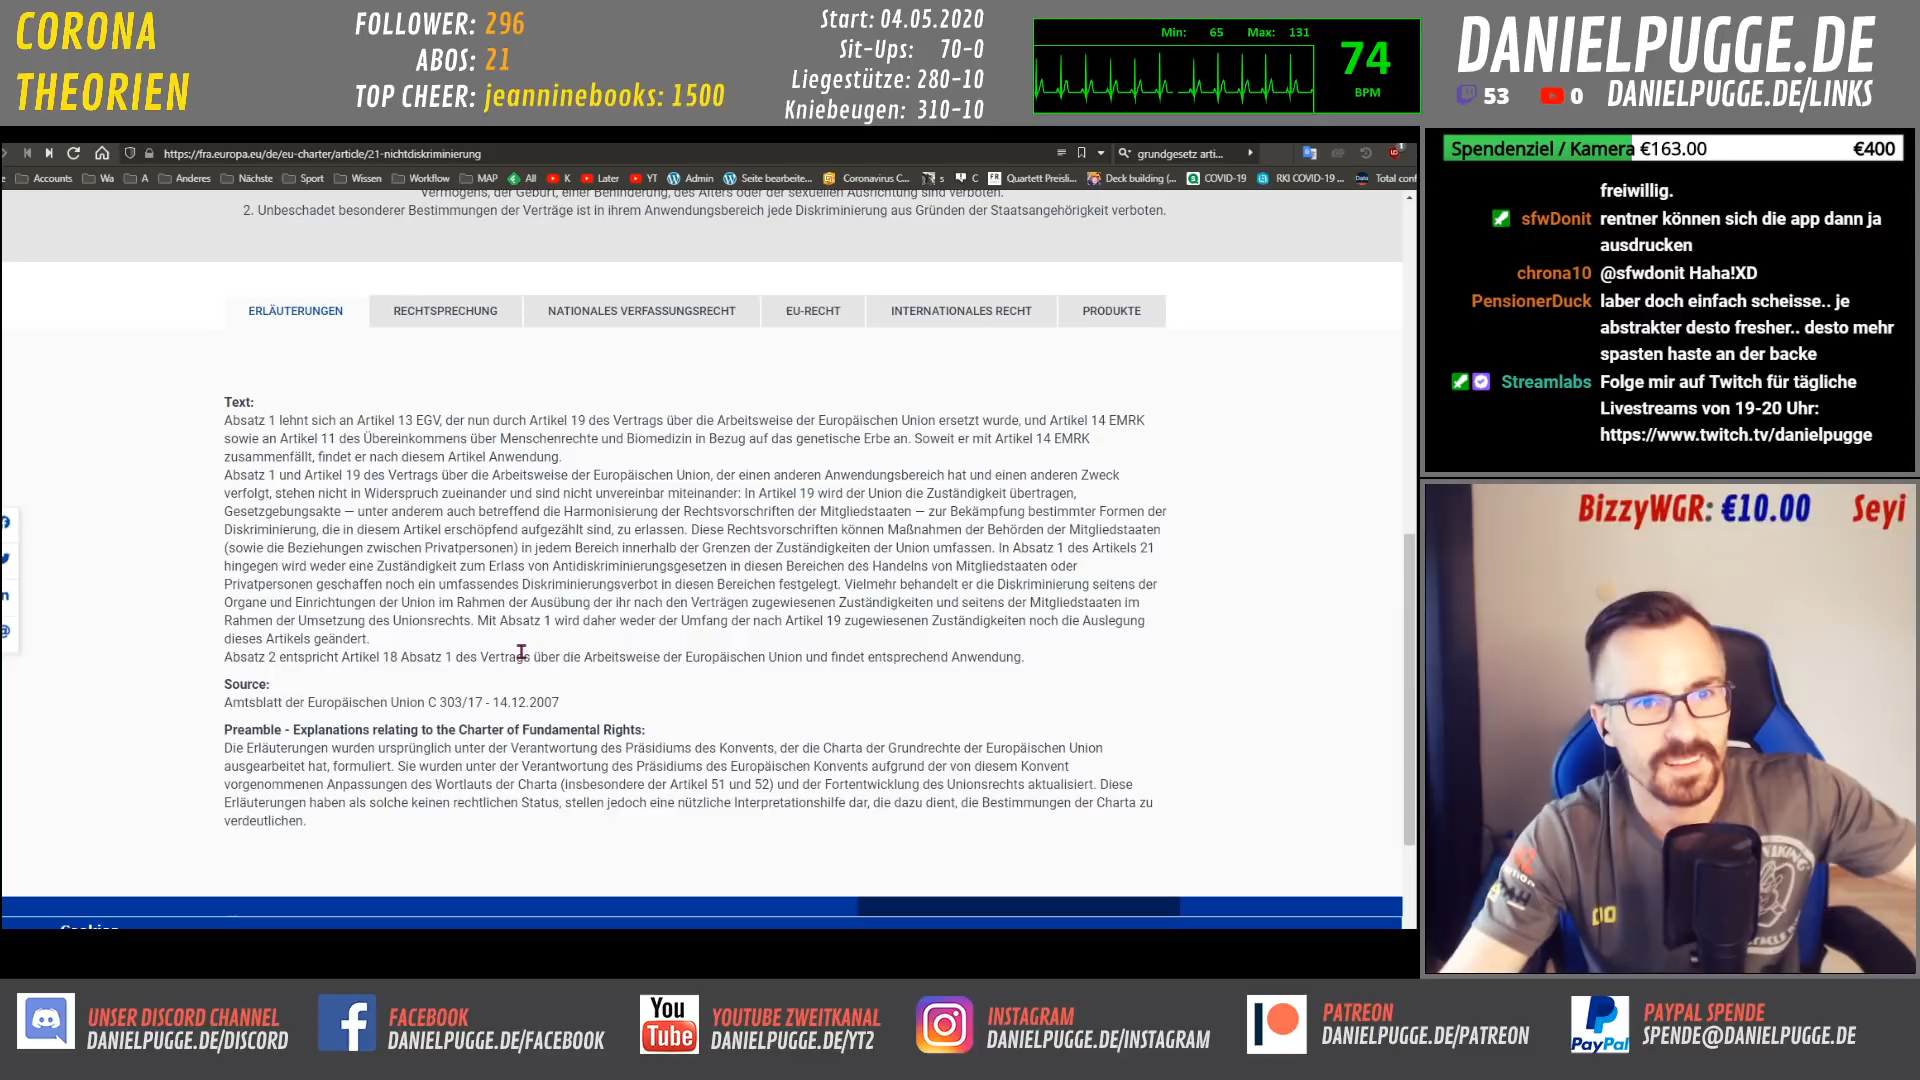 CORONA
THEORIEN
FOLLOWER: 296
ABOS: 21
TOP CHEER: jeanninebooks: 1500
Start: 04.05.2020
Sit-Ups: 70-0
Liegestütze: 280-10
Kniebeugen: 310-10
Min: 65 Max: 131
74
BPM
DANIELPUGGE.DE
53 0 DANIELPUGGE.DE/LINKS
https://fra.europa.eu/de/eu-charter/article/21-nichtdiskriminierung
grundgesetz arti...
Accounts Wa A Anderes Nächste Sport Wissen Workflow MAP All K Later YT Admin Seite bearbeite... Coronavirus C... s C Quartett Preisli... Deck building (... COVID-19 RKI COVID-19 ... Total conf
Vermögens, der Geburt, einer Behinderung, des Alters oder der sexuellen Ausrichtung sind verboten.
2. Unbeschadet besonderer Bestimmungen der Verträge ist in ihrem Anwendungsbereich jede Diskriminierung aus Gründen der Staatsangehörigkeit verboten.
ERLÄUTERUNGEN
RECHTSPRECHUNG
NATIONALES VERFASSUNGSRECHT
EU-RECHT
INTERNATIONALES RECHT
PRODUKTE
Text:
Absatz 1 lehnt sich an Artikel 13 EGV, der nun durch Artikel 19 des Vertrags über die Arbeitsweise der Europäischen Union ersetzt wurde, und Artikel 14 EMRK
sowie an Artikel 11 des Übereinkommens über Menschenrechte und Biomedizin in Bezug auf das genetische Erbe an. Soweit er mit Artikel 14 EMRK
zusammenfällt, findet er nach diesem Artikel Anwendung.
Absatz 1 und Artikel 19 des Vertrags über die Arbeitsweise der Europäischen Union, der einen anderen Anwendungsbereich hat und einen anderen Zweck
verfolgt, stehen nicht in Widerspruch zueinander und sind nicht unvereinbar miteinander: In Artikel 19 wird der Union die Zuständigkeit übertragen,
Gesetzgebungsakte — unter anderem auch betreffend die Harmonisierung der Rechtsvorschriften der Mitgliedstaaten — zur Bekämpfung bestimmter Formen der
Diskriminierung, die in diesem Artikel erschöpfend aufgezählt sind, zu erlassen. Diese Rechtsvorschriften können Maßnahmen der Behörden der Mitgliedstaaten
(sowie die Beziehungen zwischen Privatpersonen) in jedem Bereich innerhalb der Grenzen der Zuständigkeiten der Union umfassen. In Absatz 1 des Artikels 21
hingegen wird weder eine Zuständigkeit zum Erlass von Antidiskriminierungsgesetzen in diesen Bereichen des Handelns von Mitgliedstaaten oder
Privatpersonen geschaffen noch ein umfassendes Diskriminierungsverbot in diesen Bereichen festgelegt. Vielmehr behandelt er die Diskriminierung seitens der
Organe und Einrichtungen der Union im Rahmen der Ausübung der ihr nach den Verträgen zugewiesenen Zuständigkeiten und seitens der Mitgliedstaaten im
Rahmen der Umsetzung des Unionsrechts. Mit Absatz 1 wird daher weder der Umfang der nach Artikel 19 zugewiesenen Zuständigkeiten noch die Auslegung
dieses Artikels geändert.
Absatz 2 entspricht Artikel 18 Absatz 1 des Vertrags über die Arbeitsweise der Europäischen Union und findet entsprechend Anwendung.
Source:
Amtsblatt der Europäischen Union C 303/17 - 14.12.2007
Preamble - Explanations relating to the Charter of Fundamental Rights:
Die Erläuterungen wurden ursprünglich unter der Verantwortung des Präsidiums des Konvents, der die Charta der Grundrechte der Europäischen Union
ausgearbeitet hat, formuliert. Sie wurden unter der Verantwortung des Präsidiums des Europäischen Konvents aufgrund der von diesem Konvent
vorgenommenen Anpassungen des Wortlauts der Charta (insbesondere der Artikel 51 und 52) und der Fortentwicklung des Unionsrechts aktualisiert. Diese
Erläuterungen haben als solche keinen rechtlichen Status, stellen jedoch eine nützliche Interpretationshilfe dar, die dazu dient, die Bestimmungen der Charta zu
verdeutlichen.
Cookies
Spendenziel / Kamera €163.00 €400
freiwillig.
sfwDonit rentner können sich die app dann ja
ausdrucken
chrona10 @sfwdonit Haha!XD
PensionerDuck laber doch einfach scheisse.. je
abstrakter desto fresher.. desto mehr
spasten haste an der backe
Streamlabs Folge mir auf Twitch für tägliche
Livestreams von 19-20 Uhr:
https://www.twitch.tv/danielpugge
BizzyWGR: €10.00 Seyi
VIKING
UNSER DISCORD CHANNEL
DANIELPUGGE.DE/DISCORD
FACEBOOK
DANIELPUGGE.DE/FACEBOOK
You
Tube
YOUTUBE ZWEITKANAL
DANIELPUGGE.DE/YT2
INSTAGRAM
DANIELPUGGE.DE/INSTAGRAM
PATREON
DANIELPUGGE.DE/PATREON
PayPal
PAYPAL SPENDE
SPENDE@DANIELPUGGE.DE